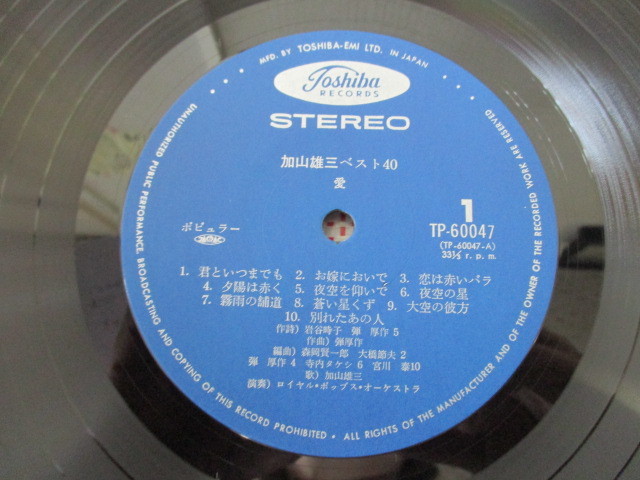 MFD. BY TOSHIBA-EMI LTD. IN JAPAN
Toshiba
RECORDS
STEREO
加山雄三ベスト40
愛
1
ポピュラー
TP-60047
(TP-60047-A)
33⅓ r. p. m.
1. 君といつまでも 2. お嫁においで 3. 恋は赤いバラ
4. 夕陽は赤く 5. 夜空を仰いで 6. 夜空の星
7. 霧雨の舗道 8. 蒼い星くず 9. 大空の彼方
10. 別れたあの人
作詩) 岩谷時子 弾 厚作 5
作曲) 弾厚作
編曲) 森岡賢一郎 大橋節夫 2
弾 厚作 4 寺内タケシ 6 宮川 泰10
歌) 加山雄三
演奏) ロイヤル・ポップス・オーケストラ
UNAUTHORIZED PUBLIC PERFORMANCE BROADCASTING AND COPYING OF THIS RECORD PROHIBITED • ALL RIGHTS OF THE MANUFACTURER AND OF THE OWNER OF THE RECORDED WORK ARE RESERVED